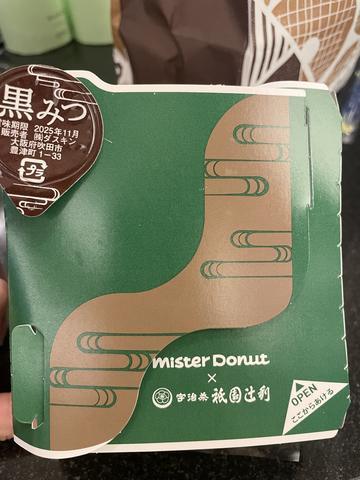 黒みつ
味期限 2025年11月
販売者 ㈱ダスキン
大阪府吹田市
豊津町1-33
プラ
mister Donut
×
宇治茶 祇園辻利
OPEN
ここからあける